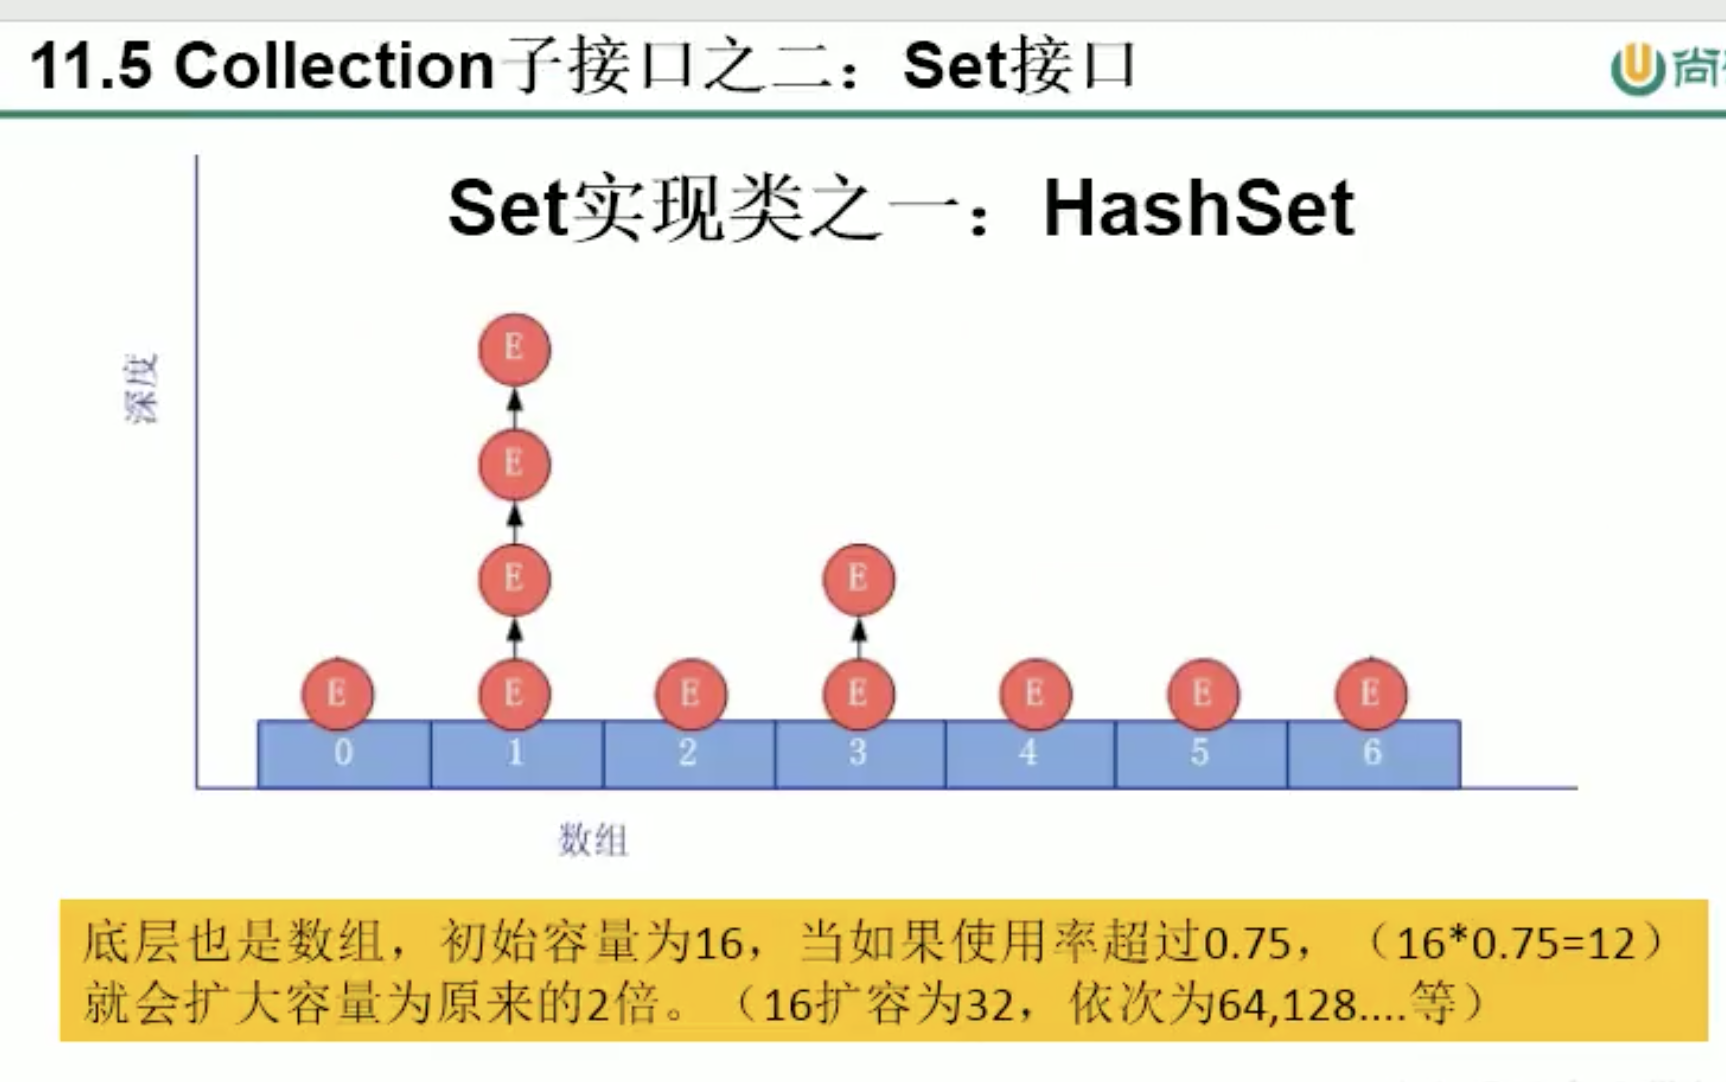 11.5 Collection子接口之二：Set接口
尚
Set实现类之一：HashSet
深度
E
E
E
E
E
E
E
E
E
E
0 1 2 3 4 5 6
数组
底层也是数组，初始容量为16，当如果使用率超过0.75，（16*0.75=12）
就会扩大容量为原来的2倍。（16扩容为32，依次为64,128....等）